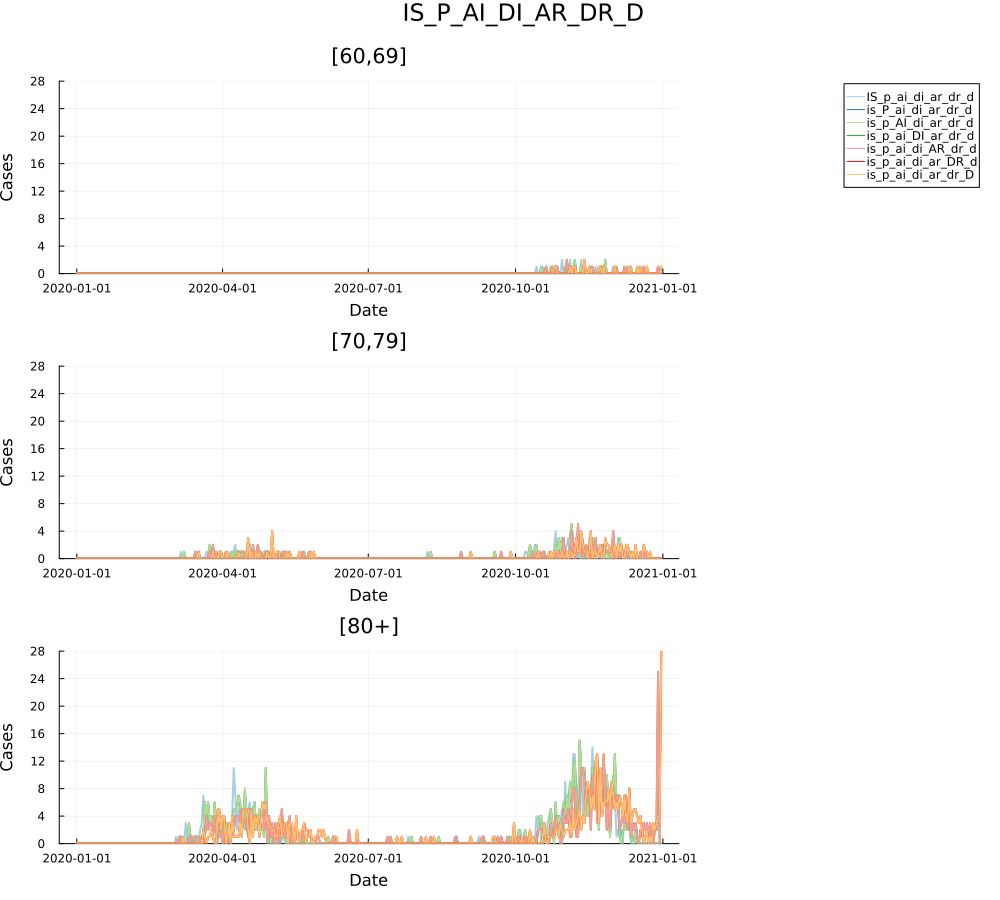 IS_P_AI_DI_AR_DR_D
[60,69]
28
24
20
16
12
8
4
0
Cases
2020-01-01 2020-04-01 2020-07-01 2020-10-01 2021-01-01
Date
IS_p_ai_di_ar_dr_d
is_P_ai_di_ar_dr_d
is_p_AI_di_ar_dr_d
is_p_ai_DI_ar_dr_d
is_p_ai_di_AR_dr_d
is_p_ai_di_ar_DR_d
is_p_ai_di_ar_dr_D
[70,79]
28
24
20
16
12
8
4
0
Cases
2020-01-01 2020-04-01 2020-07-01 2020-10-01 2021-01-01
Date
[80+]
28
24
20
16
12
8
4
0
Cases
2020-01-01 2020-04-01 2020-07-01 2020-10-01 2021-01-01
Date